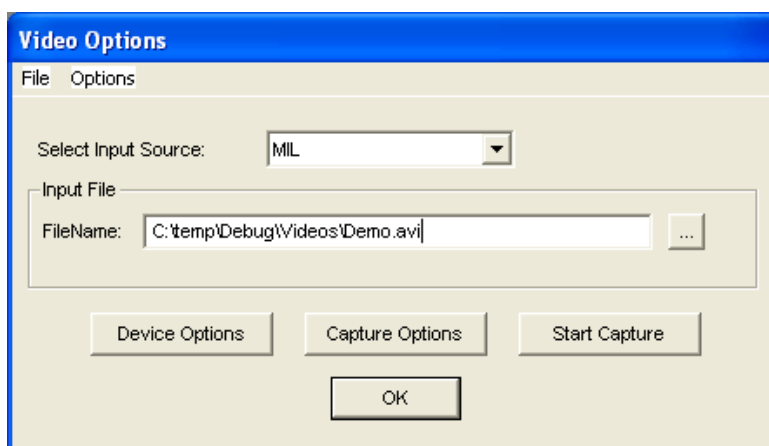 Video Options
File Options
Select Input Source: MIL
Input File
FileName: C:\temp\Debug\Videos\Demo.avi
...
Device Options Capture Options Start Capture
OK